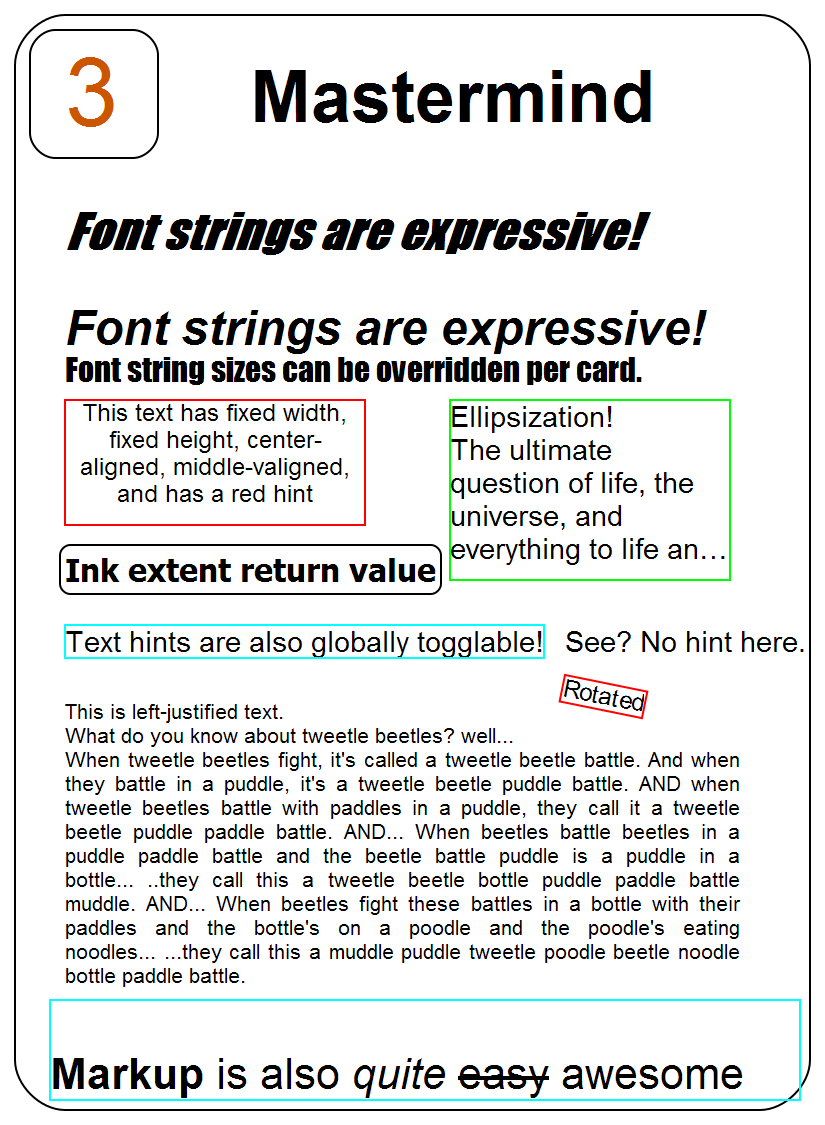 3
Mastermind
Font strings are expressive!
Font strings are expressive!
Font string sizes can be overridden per card.
This text has fixed width,
fixed height, center-
aligned, middle-valigned,
and has a red hint
Ellipsization!
The ultimate
question of life, the
universe, and
everything to life an…
Ink extent return value
Text hints are also globally togglable!
See? No hint here.
Rotated
This is left-justified text.
What do you know about tweetle beetles? well...
When tweetle beetles fight, it's called a tweetle beetle battle. And when
they battle in a puddle, it's a tweetle beetle puddle battle. AND when
tweetle beetles battle with paddles in a puddle, they call it a tweetle
beetle puddle paddle battle. AND... When beetles battle beetles in a
puddle paddle battle and the beetle battle puddle is a puddle in a
bottle... ..they call this a tweetle beetle bottle puddle paddle battle
muddle. AND... When beetles fight these battles in a bottle with their
paddles and the bottle's on a poodle and the poodle's eating
noodles... ...they call this a muddle puddle tweetle poodle beetle noodle
bottle paddle battle.
Markup is also quite easy awesome